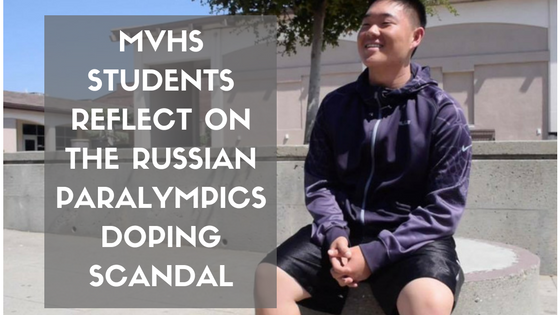 MVHS
STUDENTS
REFLECT ON
THE RUSSIAN
PARALYMPICS
DOPING
SCANDAL